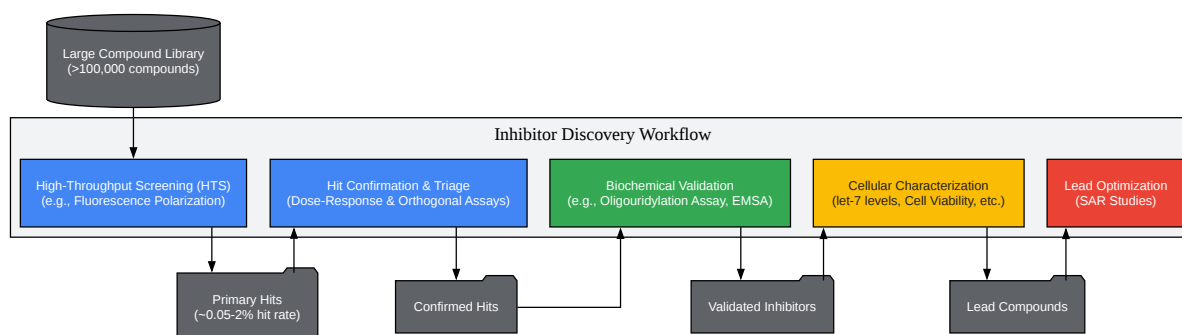 Large Compound Library
(>100,000 compounds)
Inhibitor Discovery Workflow
High-Throughput Screening (HTS)
(e.g., Fluorescence Polarization)
Hit Confirmation & Triage
(Dose-Response & Orthogonal Assays)
Biochemical Validation
(e.g., Oligouridylation Assay, EMSA)
Cellular Characterization
(let-7 levels, Cell Viability, etc.)
Lead Optimization
(SAR Studies)
Primary Hits
(~0.05-2% hit rate)
Confirmed Hits
Validated Inhibitors
Lead Compounds